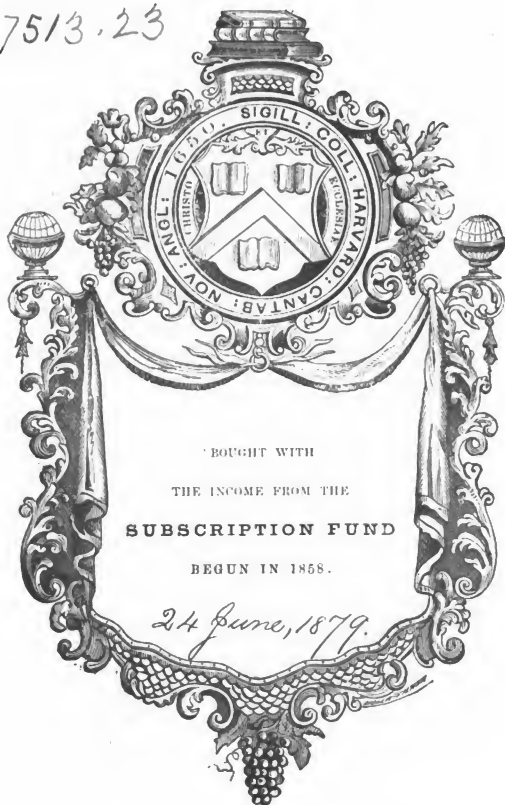 7513.23
SIGILL: COLL: HARVARD: CANTAB: NOV: ANGL: 1650.
CHRISTO ET ECCLESIAE
BOUGHT WITH
THE INCOME FROM THE
SUBSCRIPTION FUND
BEGUN IN 1858.
24 June, 1879.